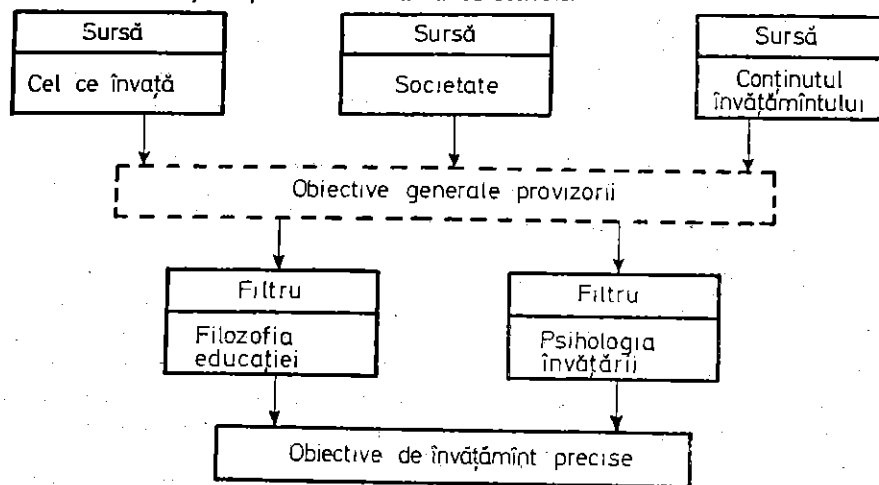 Sursă
Cel ce învață
Sursă
Societate
Sursă
Conținutul
învățămîntului
Obiective generale provizorii
Filtru
Filozofia
educației
Filtru
Psihologia
învățării
Obiective de învățămînt precise